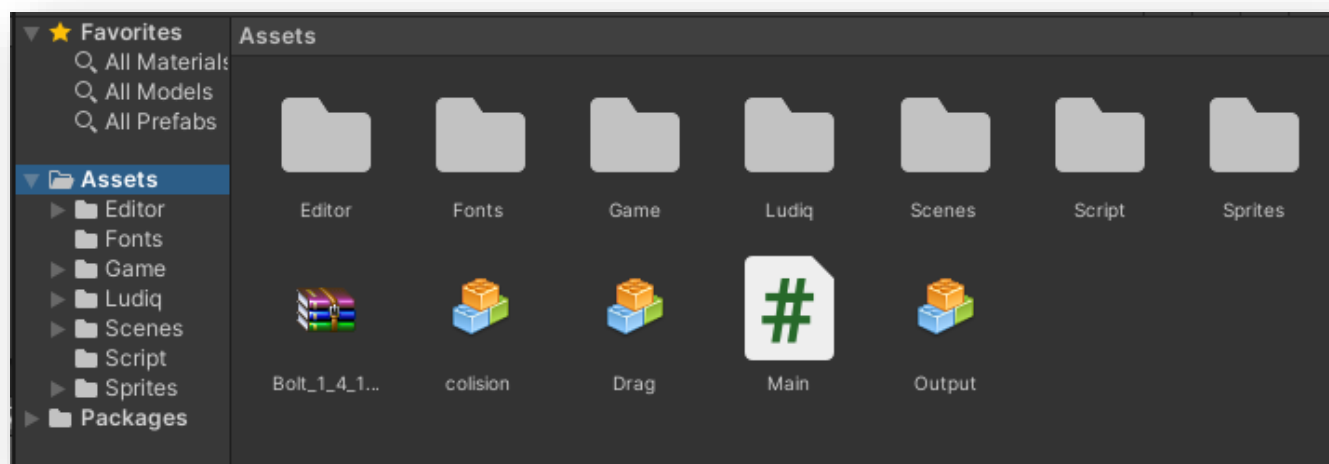 Favorites
All Materials
All Models
All Prefabs
Assets
Editor
Fonts
Game
Ludiq
Scenes
Script
Sprites
Packages
Assets
Editor Fonts Game Ludiq Scenes Script Sprites
Bolt_1_4_1... colision Drag # Main Output